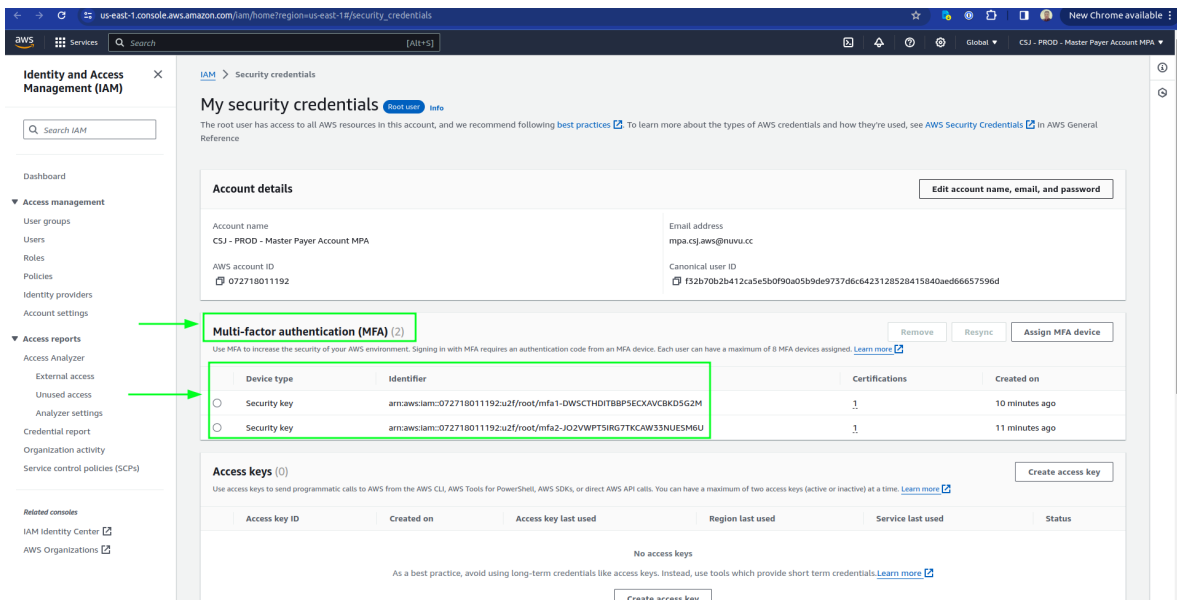 us-east-1.console.aws.amazon.com/iam/home?region=us-east-1#/security_credentials
New Chrome available
aws
Services
Search
[Alt+S]
Global
CSJ - PROD - Master Payer Account MPA
Identity and Access Management (IAM)
Search IAM
Dashboard
Access management
User groups
Users
Roles
Policies
Identity providers
Account settings
Access reports
Access Analyzer
External access
Unused access
Analyzer settings
Credential report
Organization activity
Service control policies (SCPs)
Related consoles
IAM Identity Center
AWS Organizations
IAM > Security credentials
My security credentials Root user Info
The root user has access to all AWS resources in this account, and we recommend following best practices. To learn more about the types of AWS credentials and how they're used, see AWS Security Credentials in AWS General
Reference
Account details
Edit account name, email, and password
Account name
CSJ - PROD - Master Payer Account MPA
Email address
mpa.csj.aws@nuvu.cc
AWS account ID
072718011192
Canonical user ID
f32b70b2b412ca5e5b0f90a05b9de9737d6c6423128528415840aed66657596d
Multi-factor authentication (MFA) (2)
Remove
Resync
Assign MFA device
Use MFA to increase the security of your AWS environment. Signing in with MFA requires an authentication code from an MFA device. Each user can have a maximum of 8 MFA devices assigned. Learn more
Device type Identifier Certifications Created on
Security key arn:aws:iam::072718011192:u2f/root/mfa1-DWSCTHDITBBP5ECXAVCBKD5G2M 1 10 minutes ago
Security key arn:aws:iam::072718011192:u2f/root/mfa2-JO2VWPT5IRG7TKCAW33NUESM6U 1 11 minutes ago
Access keys (0)
Create access key
Use access keys to send programmatic calls to AWS from the AWS CLI, AWS Tools for PowerShell, AWS SDKs, or direct AWS API calls. You can have a maximum of two access keys (active or inactive) at a time. Learn more
Access key ID Created on Access key last used Region last used Service last used Status
No access keys
As a best practice, avoid using long-term credentials like access keys. Instead, use tools which provide short term credentials. Learn more
Create access key